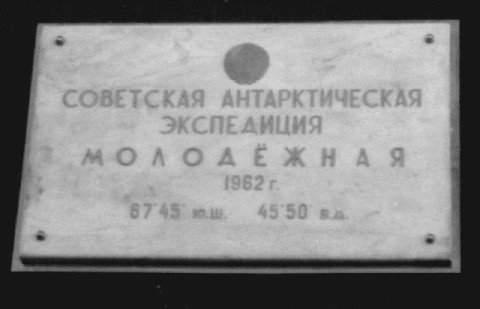 СОВЕТСКАЯ АНТАРКТИЧЕСКАЯ
ЭКСПЕДИЦИЯ
МОЛОДЁЖНАЯ
1962 г.
67°45' ю.ш. 45°50' в.д.